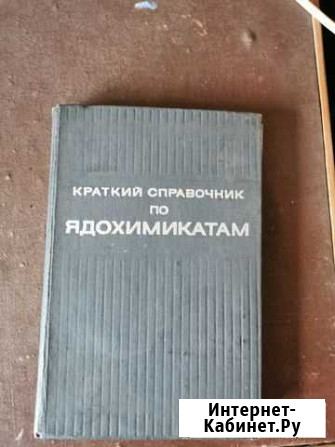 КРАТКИЙ СПРАВОЧНИК
ПО
ЯДОХИМИКАТАМ
Интернет-
Кабинет.Ру